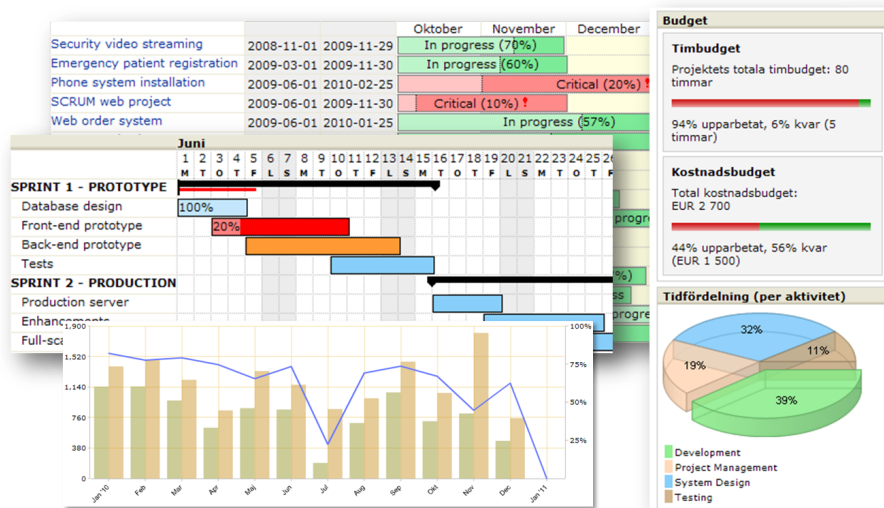 Oktober November December
Security video streaming 2008-11-01 2009-11-29 In progress (70%)
Emergency patient registration 2009-03-01 2009-11-30 In progress (60%)
Phone system installation 2009-06-01 2010-02-25 Critical (20%) !
SCRUM web project 2009-06-01 2009-11-30 Critical (10%) !
Web order system 2009-06-01 2010-01-25 In progress (57%)
Juni
1 2 3 4 5 6 7 8 9 10 11 12 13 14 15 16 17 18 19 20 21 22 23 24 25 26
M T O T F L S M T O T F L S M T O T F L S M T O T F
SPRINT 1 - PROTOTYPE
Database design 100%
Front-end prototype 20%
Back-end prototype
Tests
SPRINT 2 - PRODUCTION
Production server
Enhancements
Full-sca
1,900
1,520
1,140
760
380
0
100%
75%
50%
25%
Jan '10 Feb Mar Apr Maj Jun Jul Aug Sep Okt Nov Dec Jan '11
Budget
Timbudget
Projektets totala timbudget: 80
timmar
94% upparbetat, 6% kvar (5
timmar)
Kostnadsbudget
Total kostnadsbudget:
EUR 2 700
44% upparbetat, 56% kvar
(EUR 1 500)
Tidfördelning (per aktivitet)
32%
11%
19%
39%
Development
Project Management
System Design
Testing